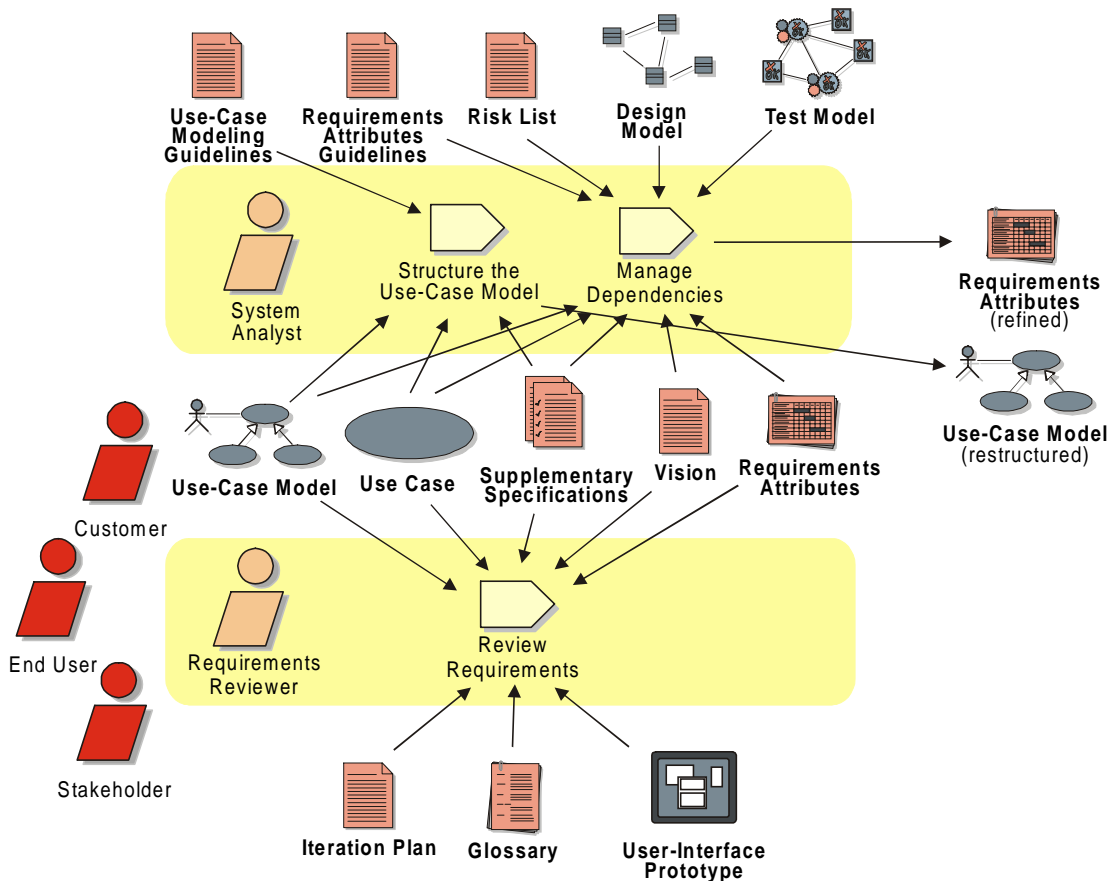 Use-Case
Modeling
Guidelines
Requirements
Attributes
Guidelines
Risk List
Design
Model
Test Model
System
Analyst
Structure the
Use-Case Model
Manage
Dependencies
Requirements
Attributes
(refined)
Use-Case Model
(restructured)
Customer
Use-Case Model
Use Case
Supplementary
Specifications
Vision
Requirements
Attributes
End User
Requirements
Reviewer
Review
Requirements
Stakeholder
Iteration Plan
Glossary
User-Interface
Prototype